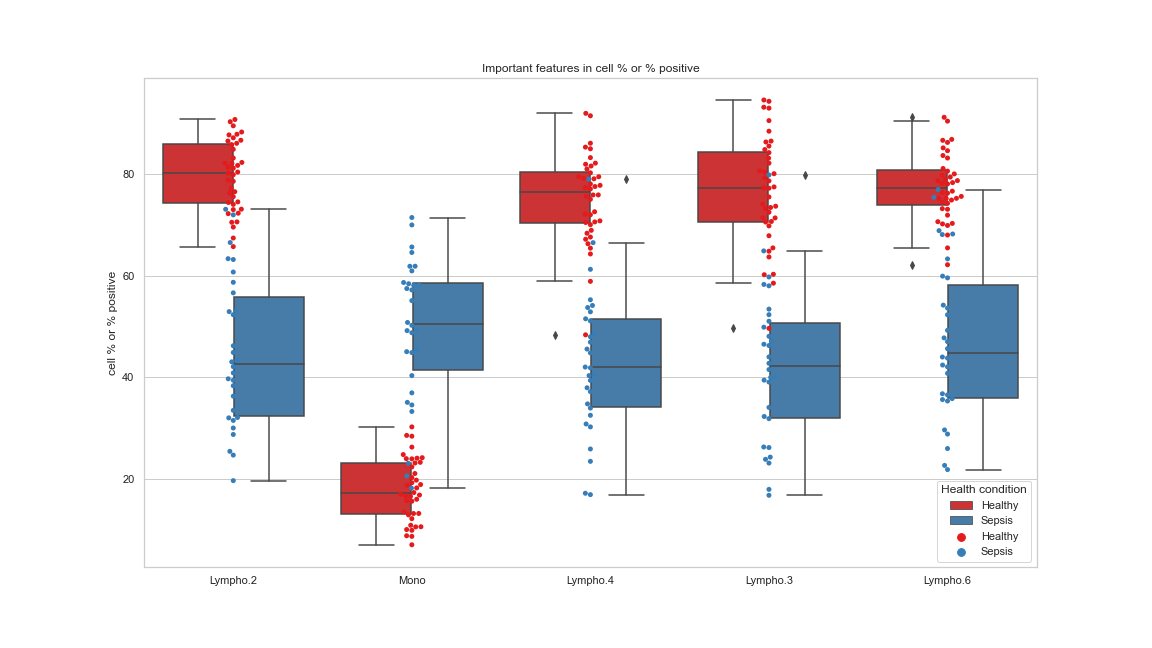 Important features in cell % or % positive
cell % or % positive
80
60
40
20
Lympho.2
Mono
Lympho.4
Lympho.3
Lympho.6
Health condition
Healthy
Sepsis
Healthy
Sepsis